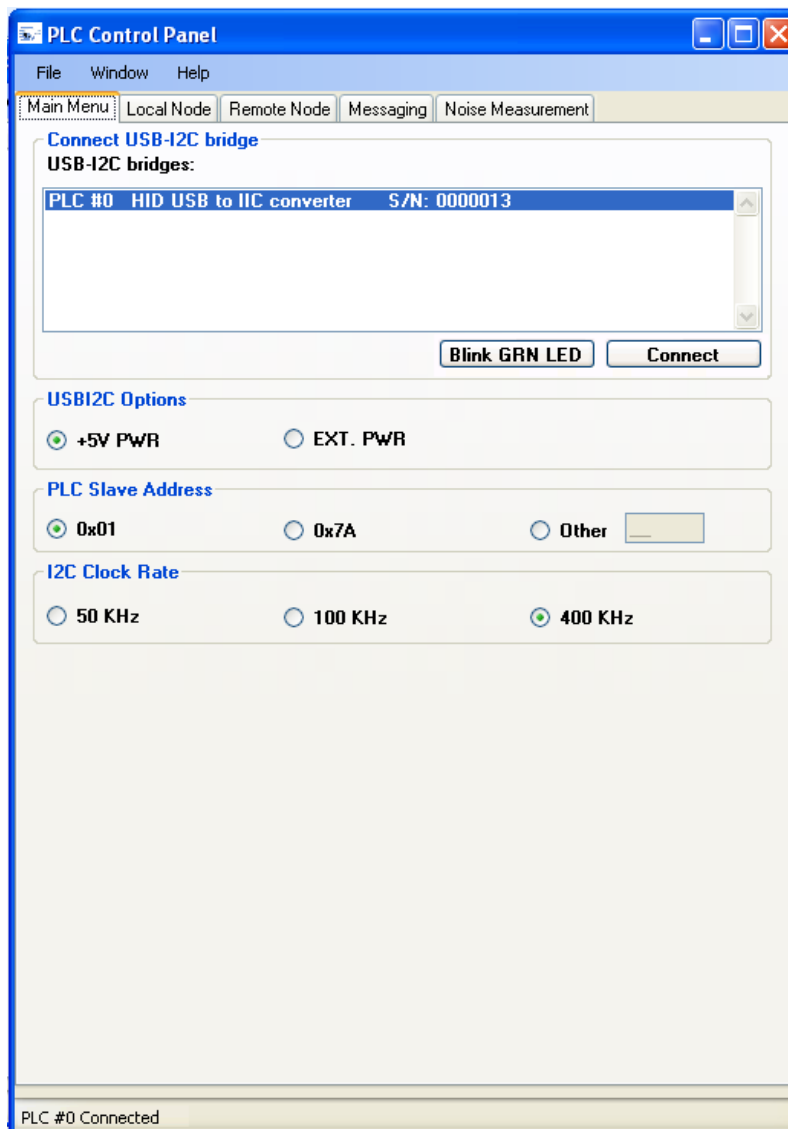 PLC Control Panel
File Window Help
Main Menu Local Node Remote Node Messaging Noise Measurement
Connect USB-I2C bridge
USB-I2C bridges:
PLC #0 HID USB to IIC converter S/N: 0000013
Blink GRN LED Connect
USBI2C Options
+5V PWR EXT. PWR
PLC Slave Address
0x01 0x7A Other __
I2C Clock Rate
50 KHz 100 KHz 400 KHz
PLC #0 Connected